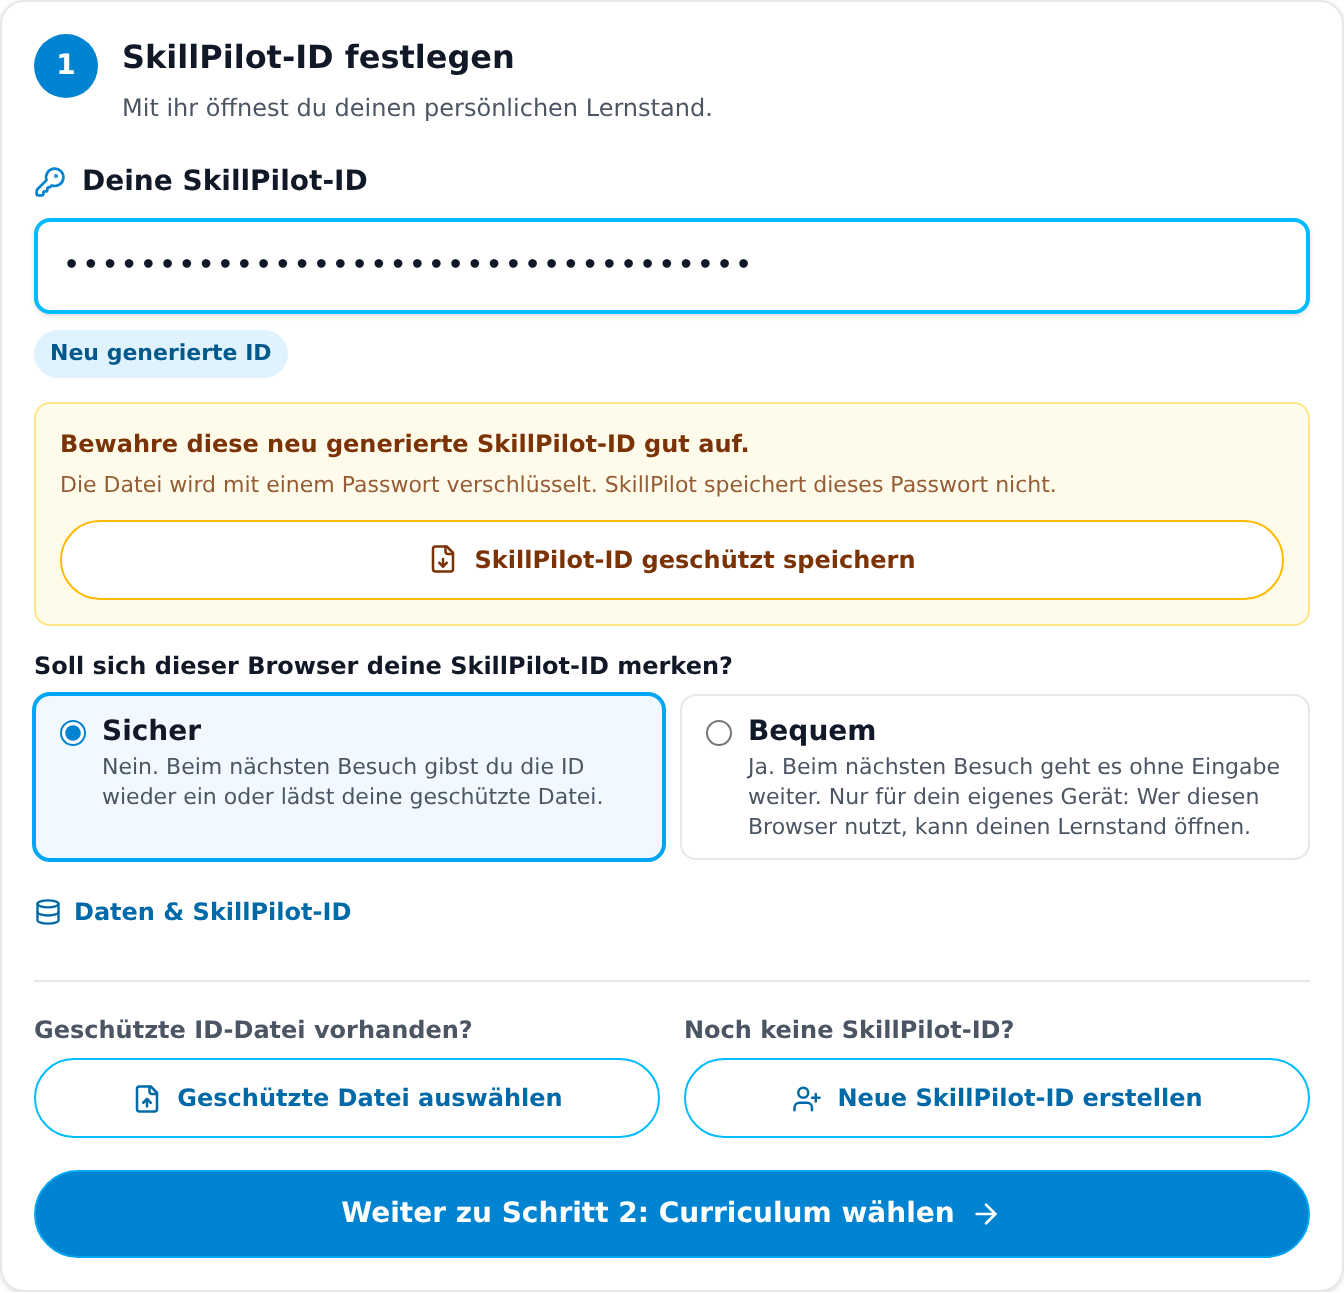 1
SkillPilot-ID festlegen
Mit ihr öffnest du deinen persönlichen Lernstand.
Deine SkillPilot-ID
••••••••••••••••••••••••••••••••••••
Neu generierte ID
Bewahre diese neu generierte SkillPilot-ID gut auf.
Die Datei wird mit einem Passwort verschlüsselt. SkillPilot speichert dieses Passwort nicht.
SkillPilot-ID geschützt speichern
Soll sich dieser Browser deine SkillPilot-ID merken?
Sicher
Nein. Beim nächsten Besuch gibst du die ID
wieder ein oder lädst deine geschützte Datei.
Bequem
Ja. Beim nächsten Besuch geht es ohne Eingabe
weiter. Nur für dein eigenes Gerät: Wer diesen
Browser nutzt, kann deinen Lernstand öffnen.
Daten & SkillPilot-ID
Geschützte ID-Datei vorhanden?
Geschützte Datei auswählen
Noch keine SkillPilot-ID?
Neue SkillPilot-ID erstellen
Weiter zu Schritt 2: Curriculum wählen →